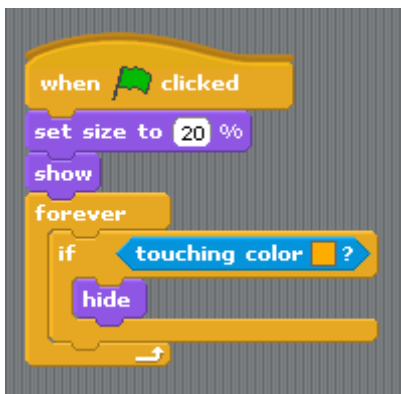 when clicked
set size to 20 %
show
forever
if touching color ?
hide